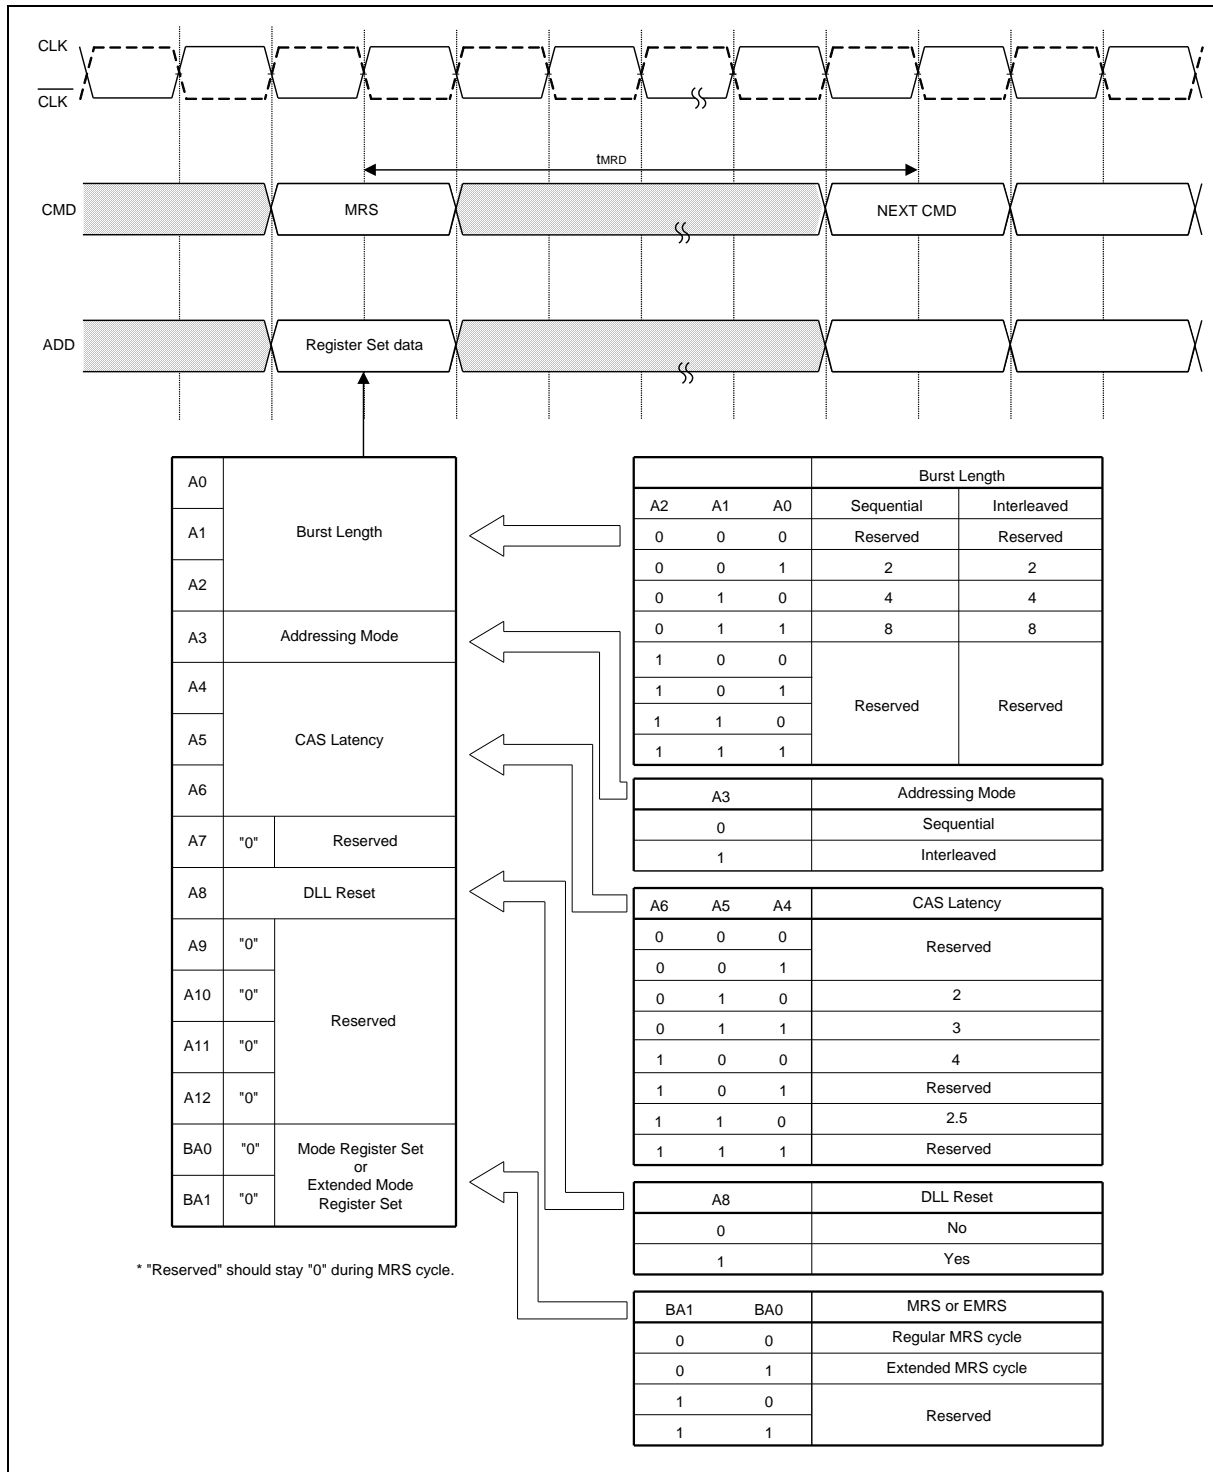 CLK
CLK
tMRD
CMD MRS NEXT CMD
ADD Register Set data
A0
A1 Burst Length
A2
A3 Addressing Mode
A4
A5 CAS Latency
A6
A7 "0" Reserved
A8 DLL Reset
A9 "0"
A10 "0"
Reserved
A11 "0"
A12 "0"
BA0 "0" Mode Register Set
or
Extended Mode
BA1 "0" Register Set
* "Reserved" should stay "0" during MRS cycle.
Burst Length
A2 A1 A0 Sequential Interleaved
0 0 0 Reserved Reserved
0 0 1 2 2
0 1 0 4 4
0 1 1 8 8
1 0 0
1 0 1
Reserved Reserved
1 1 0
1 1 1
A3 Addressing Mode
0 Sequential
1 Interleaved
A6 A5 A4 CAS Latency
0 0 0
Reserved
0 0 1
0 1 0 2
0 1 1 3
1 0 0 4
1 0 1 Reserved
1 1 0 2.5
1 1 1 Reserved
A8 DLL Reset
0 No
1 Yes
BA1 BA0 MRS or EMRS
0 0 Regular MRS cycle
0 1 Extended MRS cycle
1 0
Reserved
1 1